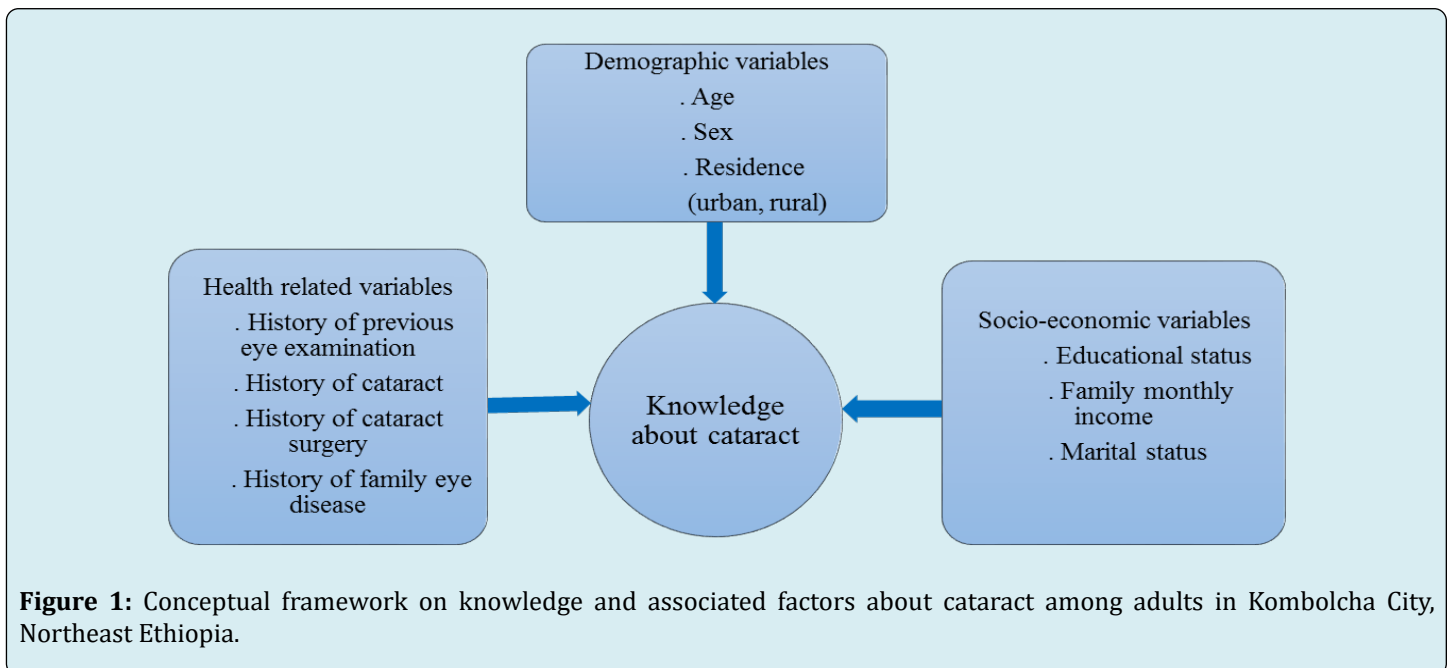 Demographic variables
. Age
. Sex
. Residence
(urban, rural)
Health related variables
. History of previous
eye examination
. History of cataract
. History of cataract
surgery
. History of family eye
disease
Knowledge
about cataract
Socio-economic variables
. Educational status
. Family monthly
income
. Marital status
Figure 1: Conceptual framework on knowledge and associated factors about cataract among adults in Kombolcha City,
Northeast Ethiopia.